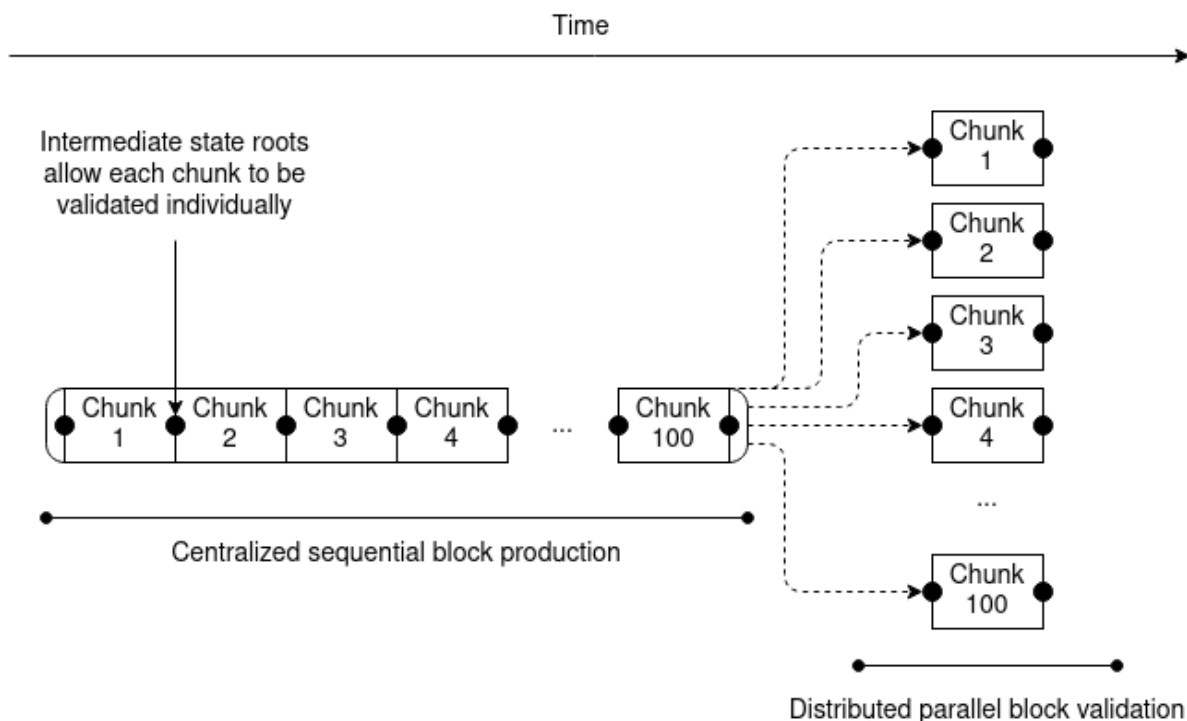 Time
Intermediate state roots
allow each chunk to be
validated individually
Chunk
1
Chunk
2
Chunk
3
Chunk
4
...
Chunk
100
Centralized sequential block production
Chunk
1
Chunk
2
Chunk
3
Chunk
4
...
Chunk
100
Distributed parallel block validation